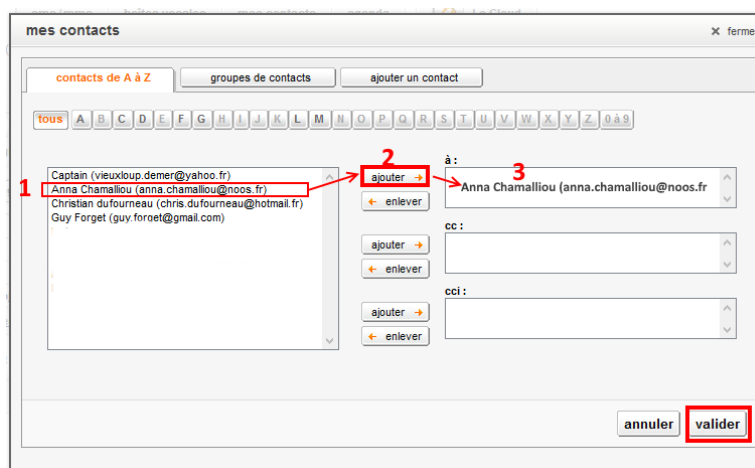 mes contacts
× ferme
contacts de A à Z
groupes de contacts
ajouter un contact
tous A B C D E F G H I J K L M N O P Q R S T U V W X Y Z 0 à 9
1
2
3
Captain (vieuxloup.demer@yahoo.fr)
Anna Chamalliou (anna.chamalliou@noos.fr)
Christian dufourneau (chris.dufourneau@hotmail.fr)
Guy Forget (guy.forget@gmail.com)
ajouter →
← enlever
à :
Anna Chamalliou (anna.chamalliou@noos.fr
cc :
ajouter →
← enlever
cci :
ajouter →
← enlever
annuler
valider